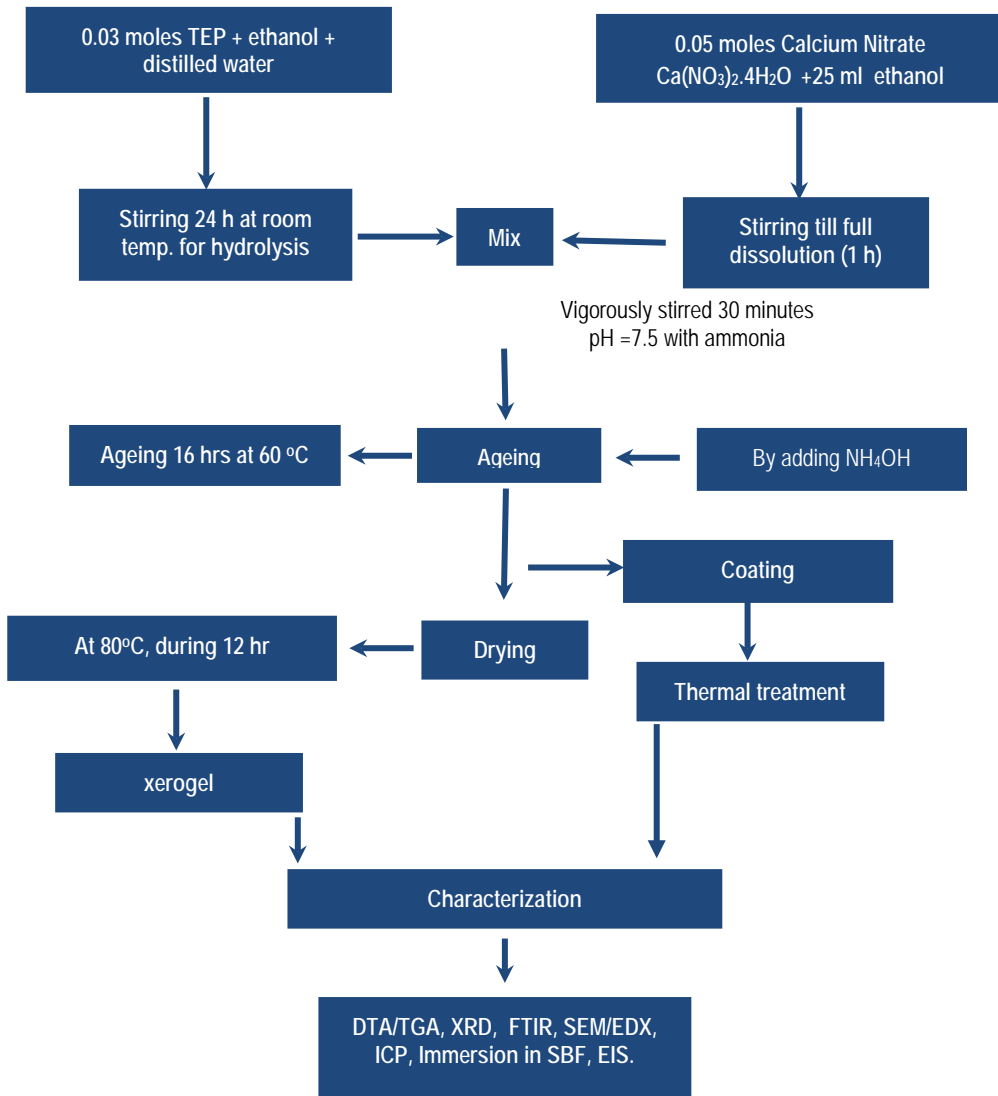 0.03 moles TEP + ethanol +
distilled water
0.05 moles Calcium Nitrate
Ca(NO₃)₂.4H₂O +25 ml ethanol
Stirring 24 h at room
temp. for hydrolysis
Mix
Stirring till full
dissolution (1 h)
Vigorously stirred 30 minutes
pH =7.5 with ammonia
Ageing 16 hrs at 60 ºC
Ageing
By adding NH₄OH
Coating
At 80ºC, during 12 hr
Drying
Thermal treatment
xerogel
Characterization
DTA/TGA, XRD, FTIR, SEM/EDX,
ICP, Immersion in SBF, EIS.